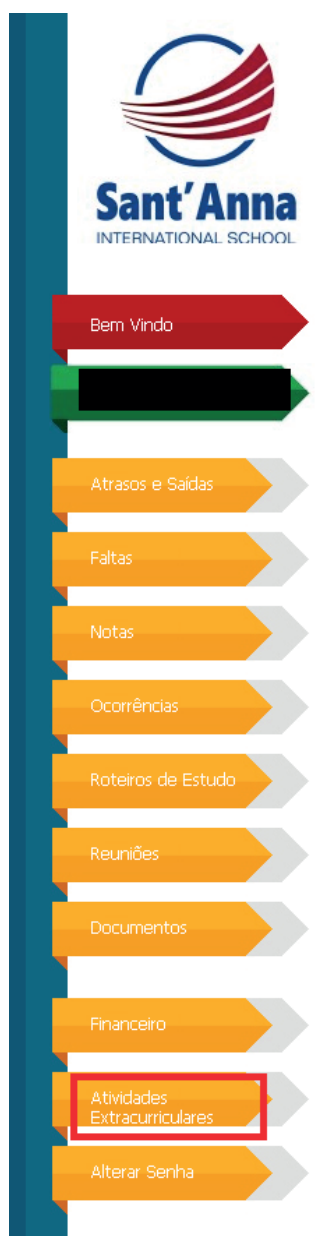 Sant'Anna
INTERNATIONAL SCHOOL
Bem Vindo
Atrasos e Saídas
Faltas
Notas
Ocorrências
Roteiros de Estudo
Reuniões
Documentos
Financeiro
Atividades
Extracurriculares
Alterar Senha